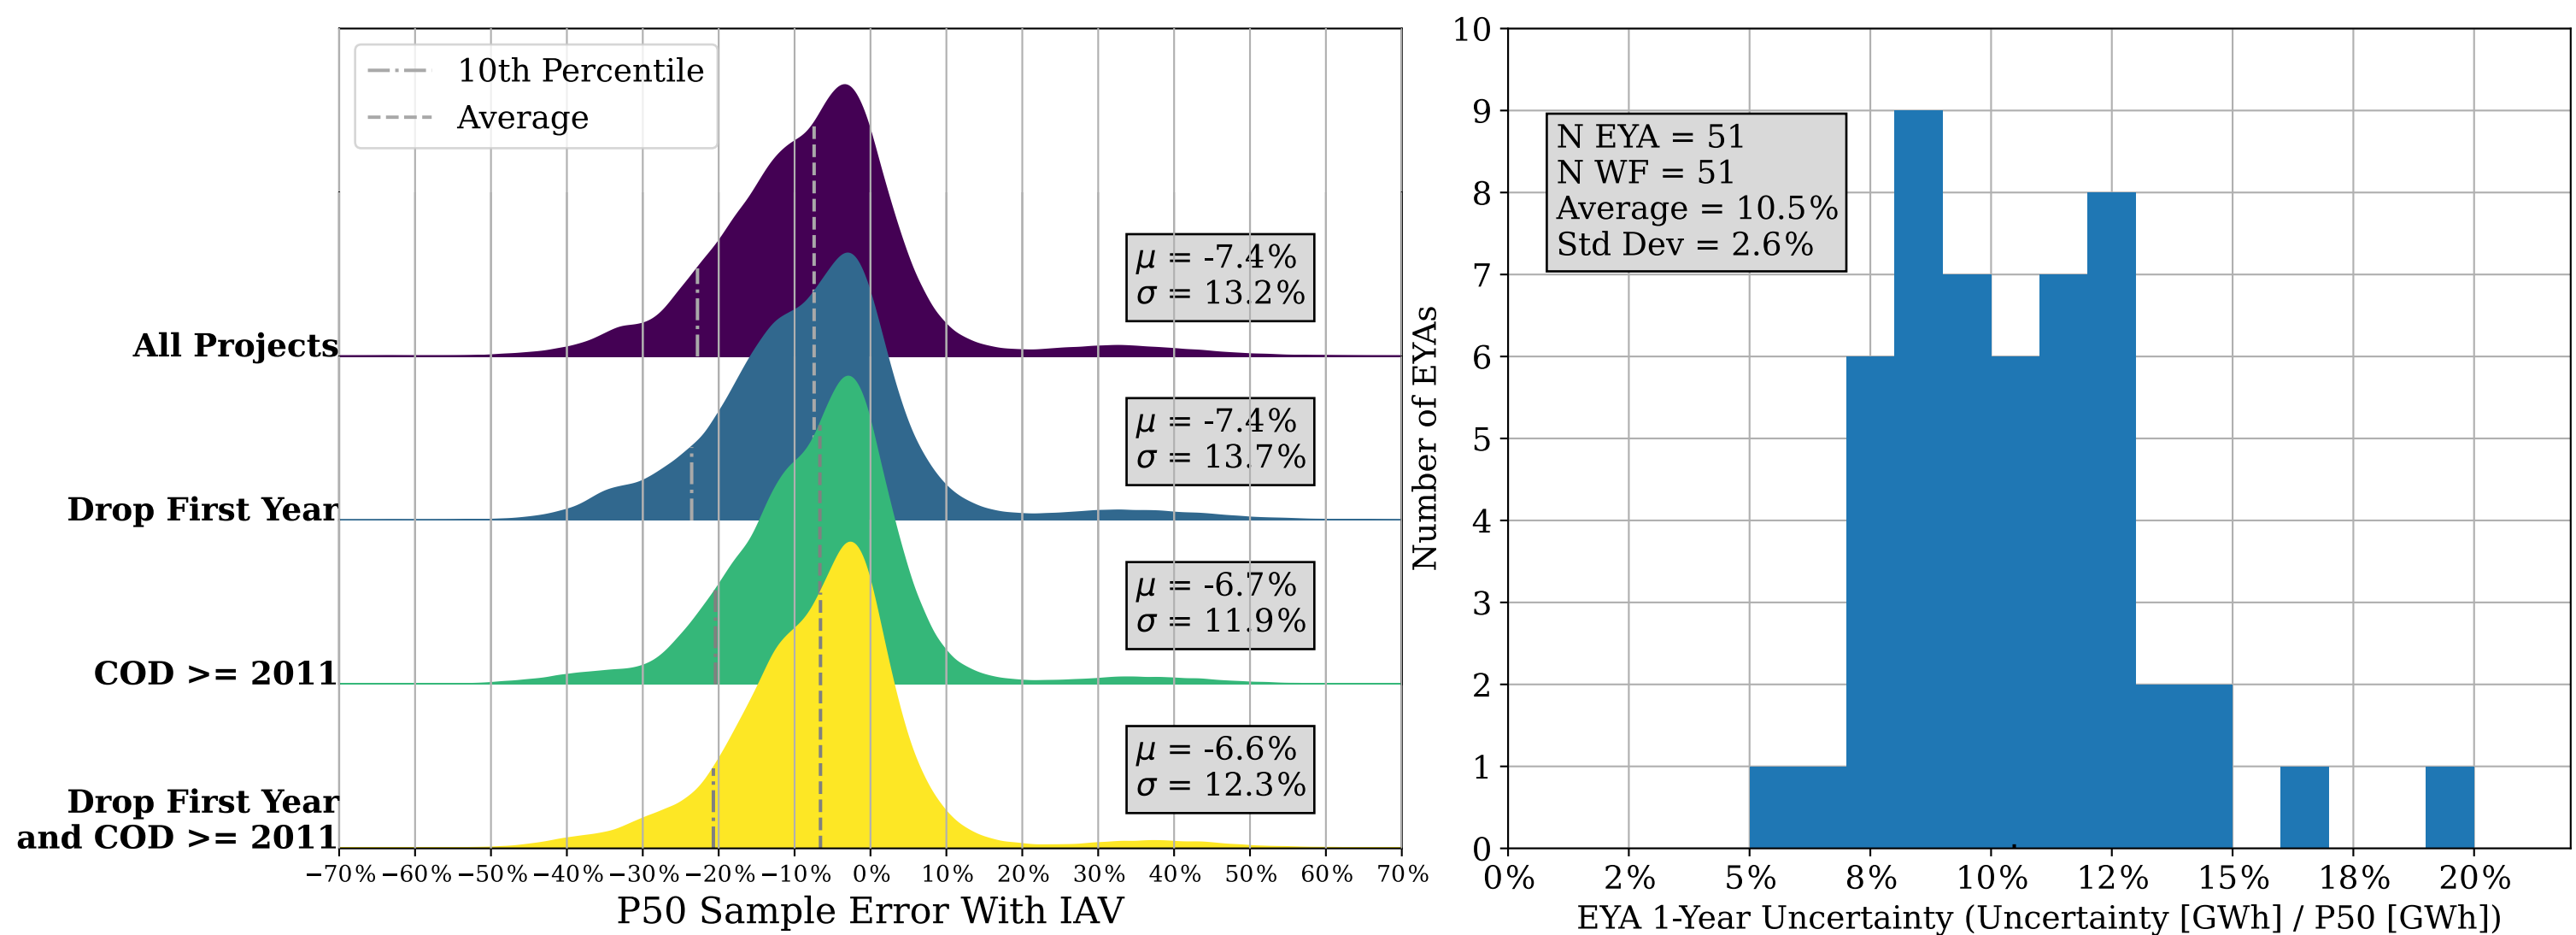 10th Percentile
Average
All Projects
μ = -7.4%
σ = 13.2%
Drop First Year
μ = -7.4%
σ = 13.7%
COD >= 2011
μ = -6.7%
σ = 11.9%
Drop First Year
and COD >= 2011
μ = -6.6%
σ = 12.3%
−70% −60% −50% −40% −30% −20% −10% 0% 10% 20% 30% 40% 50% 60% 70%
P50 Sample Error With IAV
Number of EYAs
10
9
8
7
6
5
4
3
2
1
0
N EYA = 51
N WF = 51
Average = 10.5%
Std Dev = 2.6%
0% 2% 5% 8% 10% 12% 15% 18% 20%
EYA 1-Year Uncertainty (Uncertainty [GWh] / P50 [GWh])